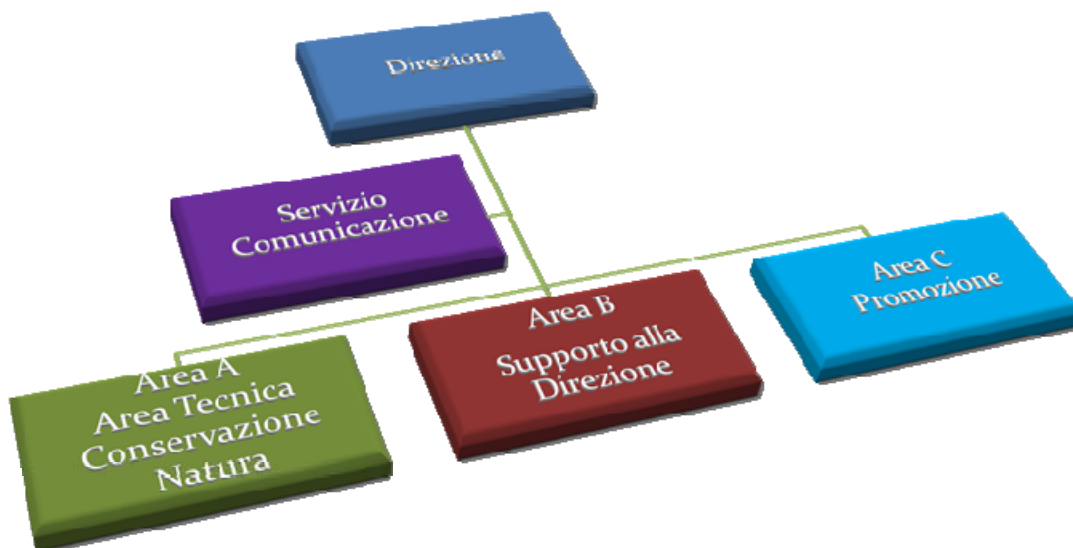 Direzione
Servizio
Comunicazione
Area A
Area Tecnica
Conservazione
Natura
Area B
Supporto alla
Direzione
Area C
Promozione